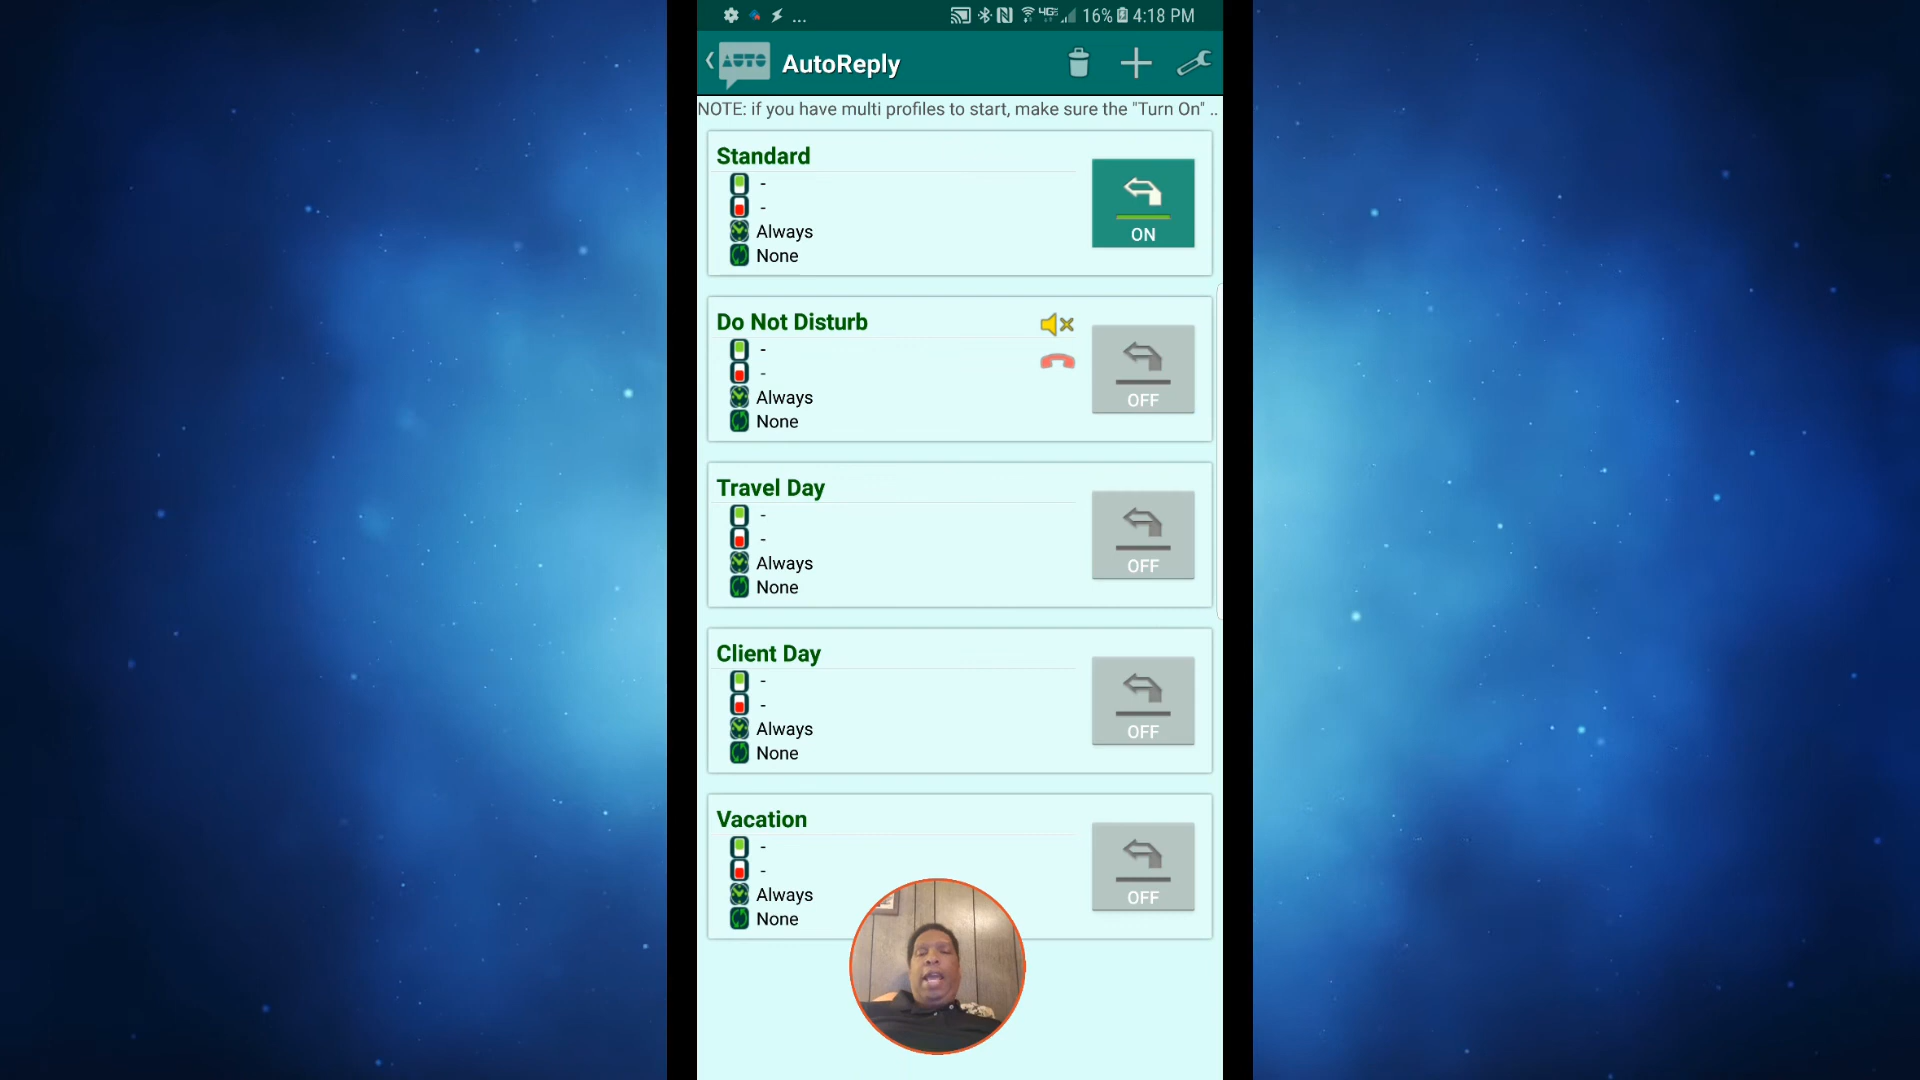 ... 4G 16% 4:18 PM
AUTO AutoReply
NOTE: if you have multi profiles to start, make sure the "Turn On" ..
Standard
-
-
Always
None
ON
Do Not Disturb
-
-
Always
None
OFF
Travel Day
-
-
Always
None
OFF
Client Day
-
-
Always
None
OFF
Vacation
-
-
Always
None
OFF